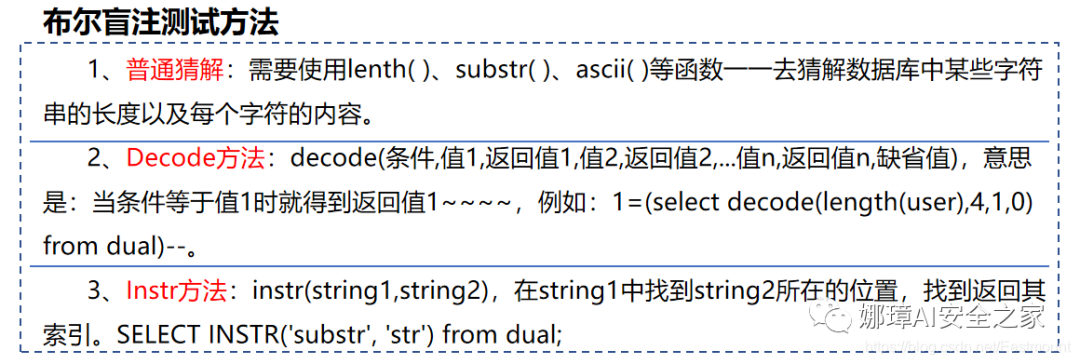 布尔盲注测试方法
1、普通猜解：需要使用lenth( )、substr( )、ascii( )等函数一一去猜解数据库中某些字符
串的长度以及每个字符的内容。
2、Decode方法：decode(条件,值1,返回值1,值2,返回值2,...值n,返回值n,缺省值)，意思
是：当条件等于值1时就得到返回值1~~~~，例如：1=(select decode(length(user),4,1,0)
from dual)--。
3、Instr方法：instr(string1,string2)，在string1中找到string2所在的位置，找到返回其
索引。SELECT INSTR('substr', 'str') from dual;
娜璋AI安全之家
https://blog.csdn.net/Eastmount